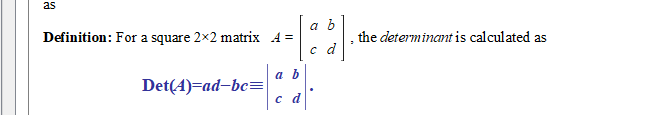 as
Definition: For a square 2×2 matrix A = [ a b
c d ] , the determinant is calculated as
Det(A)=ad−bc≡ | a b
c d | .